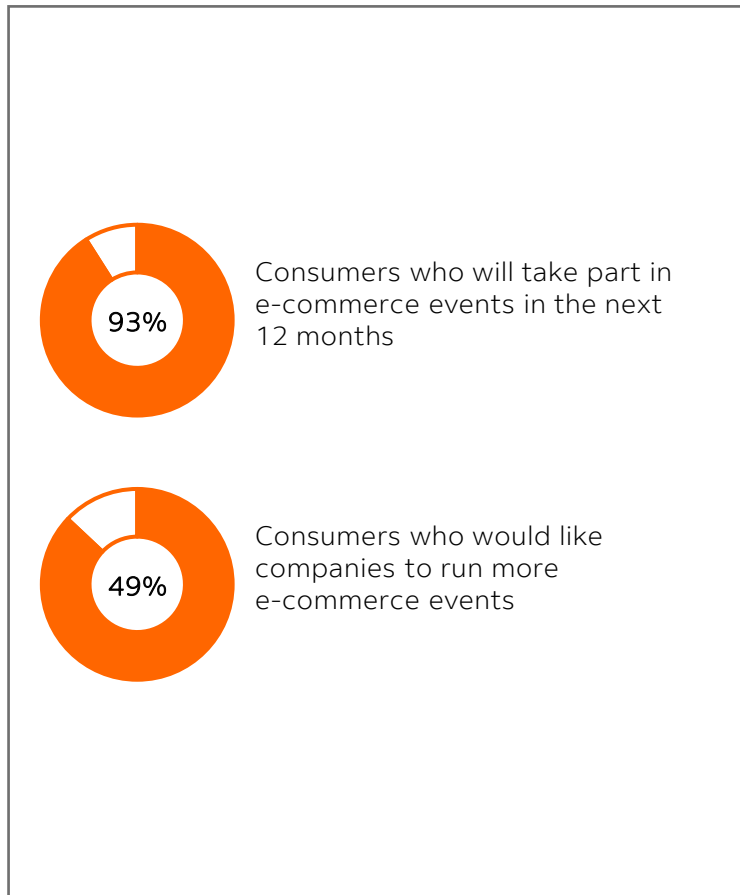 93%
Consumers who will take part in
e-commerce events in the next
12 months
49%
Consumers who would like
companies to run more
e-commerce events